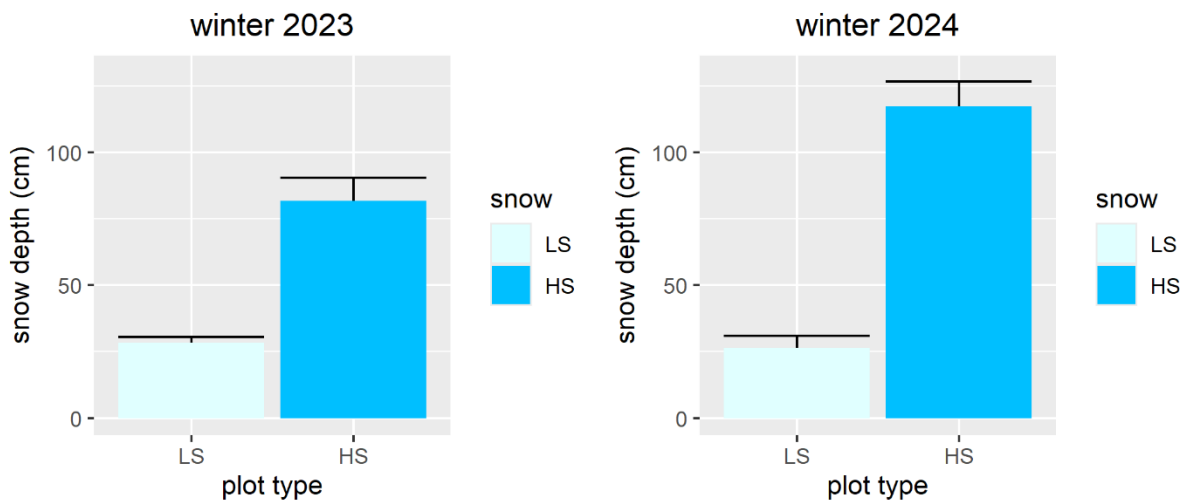 winter 2023
snow depth (cm)
100
50
0
LS
HS
plot type
snow
LS
HS
winter 2024
snow depth (cm)
100
50
0
LS
HS
plot type
snow
LS
HS